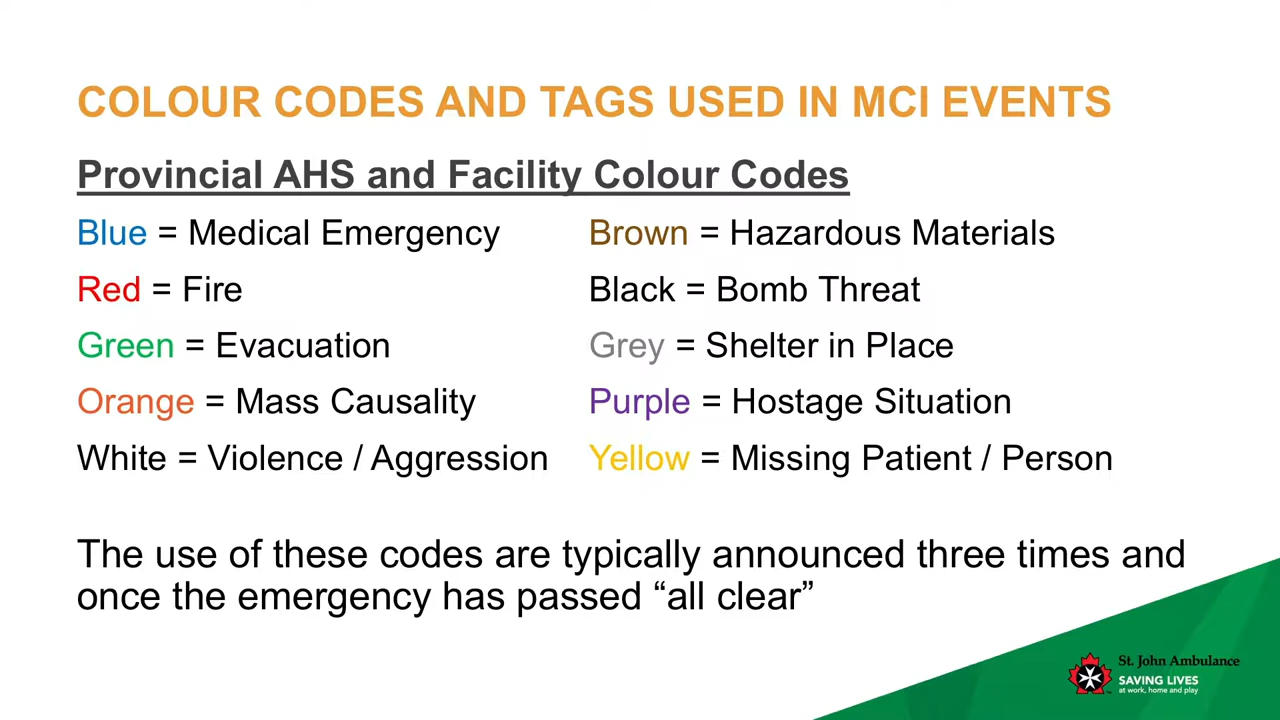 COLOUR CODES AND TAGS USED IN MCI EVENTS
Provincial AHS and Facility Colour Codes
Blue = Medical Emergency
Red = Fire
Green = Evacuation
Orange = Mass Causality
White = Violence / Aggression
Brown = Hazardous Materials
Black = Bomb Threat
Grey = Shelter in Place
Purple = Hostage Situation
Yellow = Missing Patient / Person
The use of these codes are typically announced three times and
once the emergency has passed “all clear”
St. John Ambulance
SAVING LIVES
at work, home and play